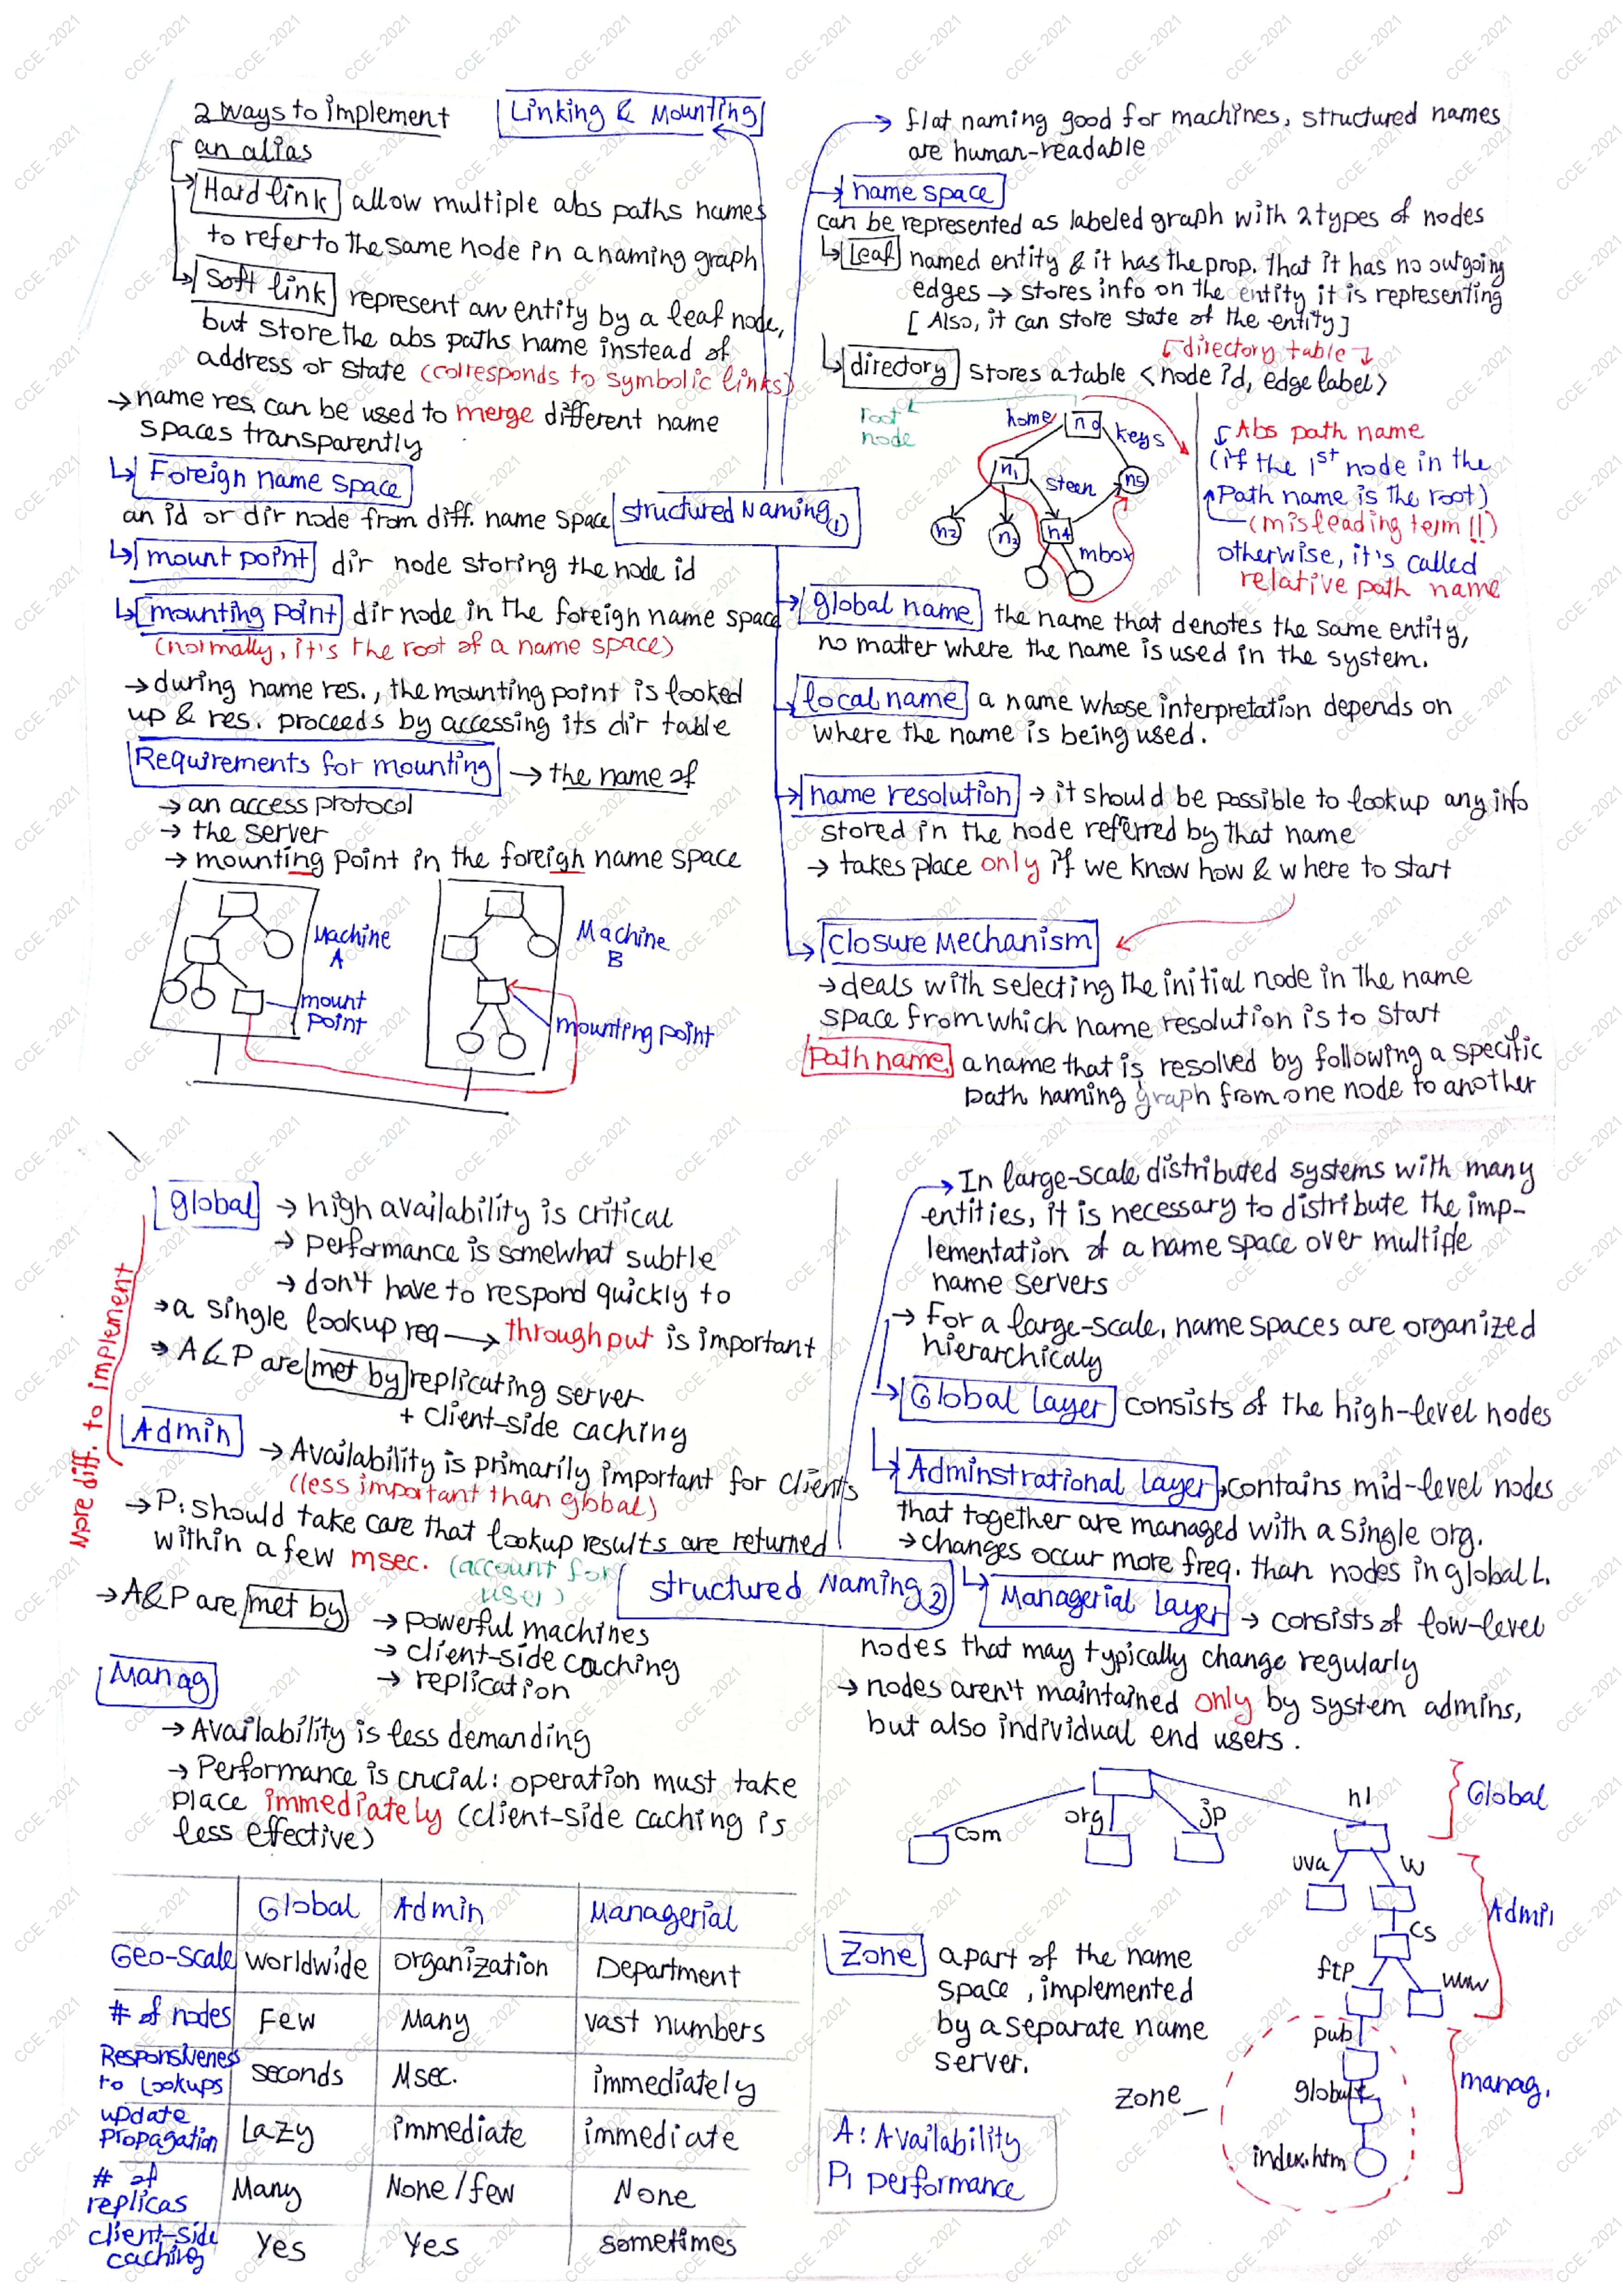 2 ways to implement
an alias
Linking & Mounting
Hard link allow multiple abs paths names
to refer to the same node in a naming graph
Soft link represent an entity by a leaf node,
but store the abs paths name instead of
address or state (corresponds to symbolic links)
→ name res. can be used to merge different name
spaces transparently
Foreign name space
an id or dir node from diff. name space
mount point dir node storing the node id
mounting point dir node in the foreign name space
(normally, it's the root of a name space)
→ during name res., the mounting point is looked
up & res. proceeds by accessing its dir table
Requirements for mounting → the name of
→ an access protocol
→ the server
→ mounting point in the foreign name space
Machine
A
mount
point
Machine
B
mounting point
structured Naming 1
→ flat naming good for machines, structured names
are human-readable
name space
can be represented as labeled graph with 2 types of nodes
Leaf named entity & it has the prop. that it has no outgoing
edges → stores info on the entity it is representing
[Also, it can store state of the entity]
directory table
directory stores a table <node id, edge label>
root
node
home
n0
keys
n1
steen
n5
n2
n3
n4
mbox
Abs path name
(if the 1st node in the
Path name is the root)
(misleading term!!)
otherwise, it's called
relative path name
global name the name that denotes the same entity,
no matter where the name is used in the system.
local name a name whose interpretation depends on
where the name is being used.
name resolution → it should be possible to lookup any info
stored in the node referred by that name
→ takes place only if we know how & where to start
Closure Mechanism
→ deals with selecting the initial node in the name
space from which name resolution is to start
Path name a name that is resolved by following a specific
path naming graph from one node to another
global → high availability is critical
→ performance is somewhat subtle
→ don't have to respond quickly to
→ a single lookup req → throughput is important
→ A&P are met by replicating server
+ client-side caching
More diff. to implement
Admin → Availability is primarily important for clients
(less important than global)
→ P: should take care that lookup results are returned
within a few msec. (account for
user)
→ A&P are met by → powerful machines
→ client-side caching
→ replication
Manag
→ Availability is less demanding
→ Performance is crucial: operation must take
place immediately (client-side caching is
less effective)
Global Admin Managerial
Geo-Scale worldwide organization Department
# of nodes Few Many vast numbers
Responsiveness
to Lookups seconds Msec. immediately
update
propagation Lazy immediate immediate
# of
replicas Many None/few None
client-side
caching Yes Yes sometimes
structured Naming 2
→ In large-scale distributed systems with many
entities, it is necessary to distribute the imp-
lementation of a name space over multiple
name servers
→ For a large-scale, name spaces are organized
hierarchicaly
Global Layer consists of the high-level nodes
Adminstrational Layer contains mid-level nodes
that together are managed with a single org.
→ changes occur more freq. than nodes in global L.
Managerial Layer → consists of low-level
nodes that may typically change regularly
→ nodes aren't maintained only by system admins,
but also individual end users.
com
org
jp
nl
Global
uva
vu
cs
ftp
www
Admin
pub
globule
index.htm
manag.
zone
Zone a part of the name
space, implemented
by a separate name
server.
A: Availability
P: performance
CCE - 2021